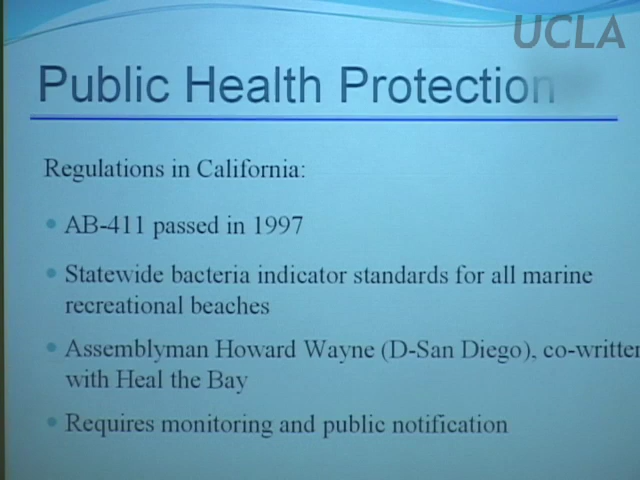 UCLA
Public Health Protection
Regulations in California:
AB-411 passed in 1997
Statewide bacteria indicator standards for all marine
recreational beaches
Assemblyman Howard Wayne (D-San Diego), co-written
with Heal the Bay
Requires monitoring and public notification